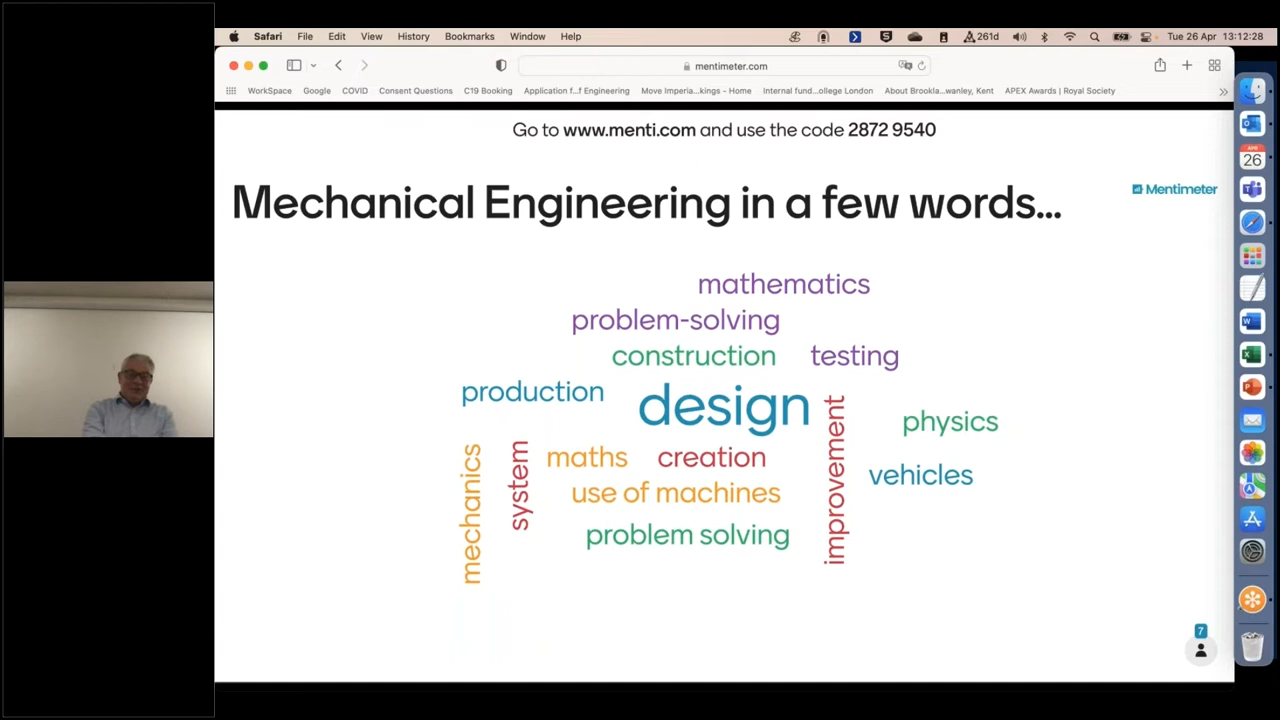 Safari File Edit View History Bookmarks Window Help 261d Tue 26 Apr 13:12:28
mentimeter.com
WorkSpace Google COVID Consent Questions C19 Booking Application f...f Engineering Move Imperia...kings - Home Internal fund...ollege London About Brookla...wanley, Kent APEX Awards | Royal Society
Go to www.menti.com and use the code 2872 9540
Mentimeter
Mechanical Engineering in a few words...
mathematics
problem-solving
construction testing
production design
physics
mechanics
system
maths creation
improvement
vehicles
use of machines
problem solving
7
26